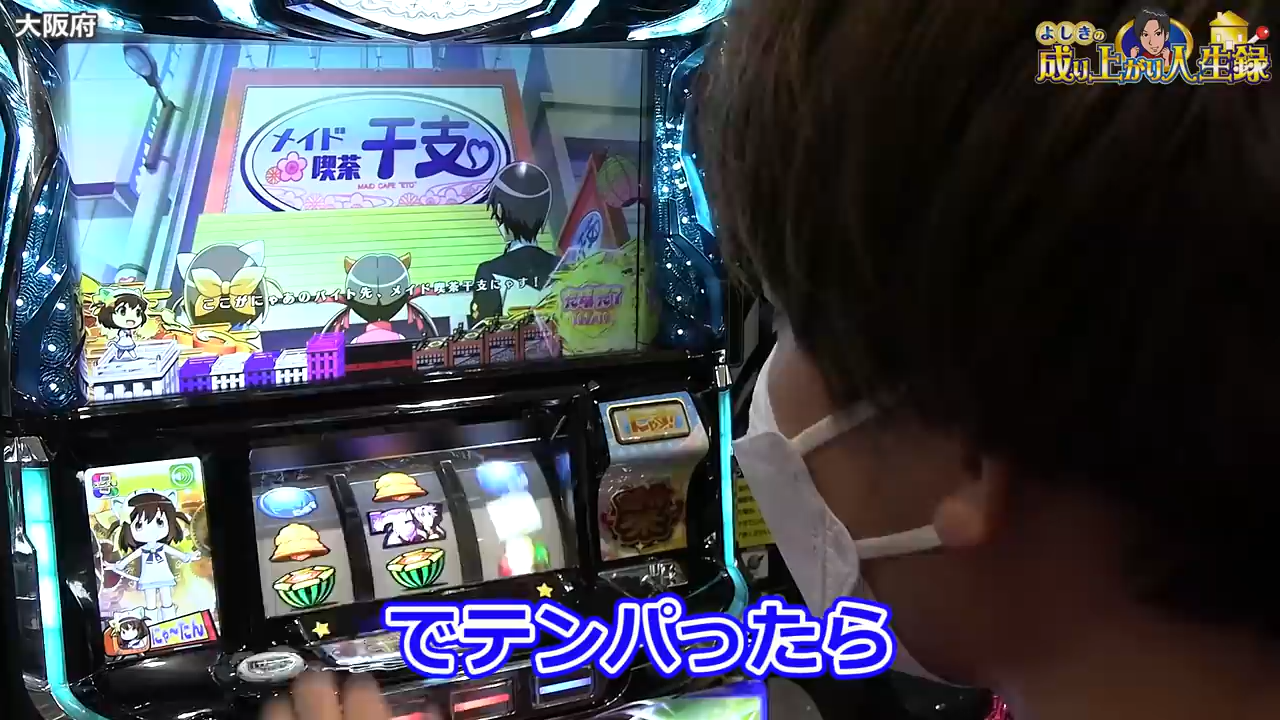 大阪府
よしきの
成り上がり人生録
メイド
喫茶
干支
MAID CAFE "ETO"
ここがにゃあのバイト先、メイド喫茶干支にゃす！
にゃ〜たん
でテンパったら